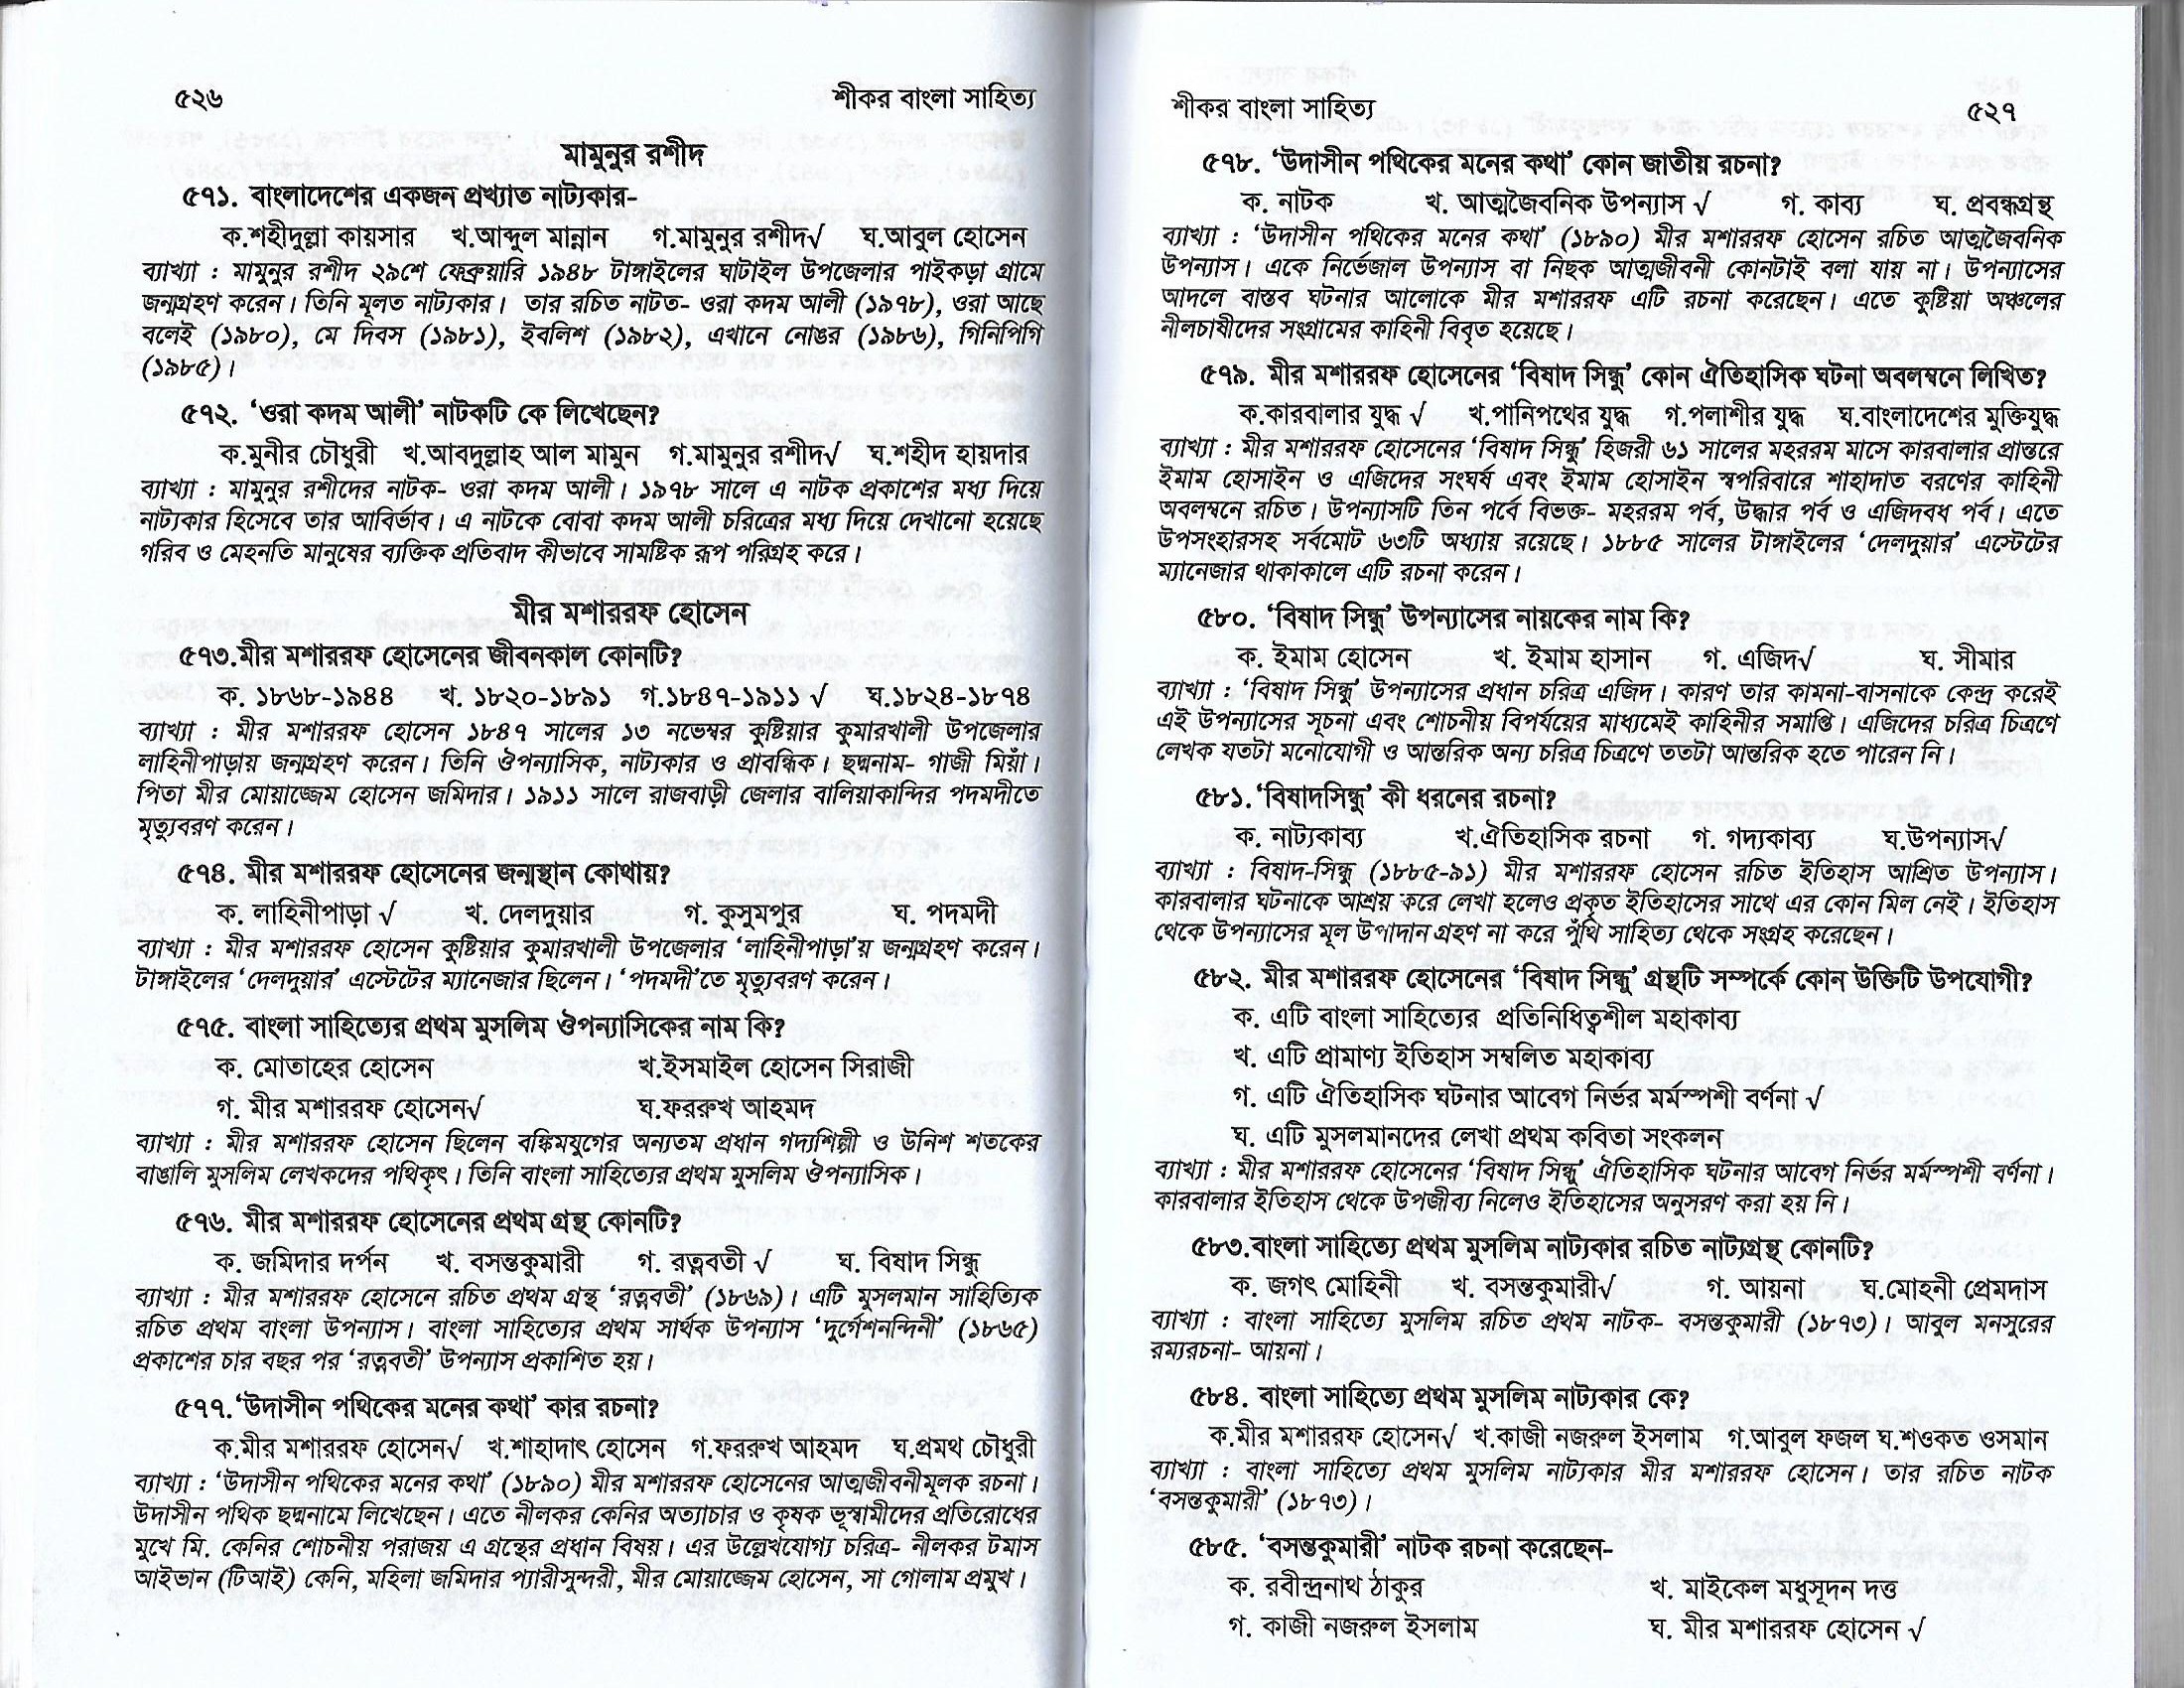 ৫২৬
শীকর বাংলা সাহিত্য
মামুনুর রশীদ
৫৭১. বাংলাদেশের একজন প্রখ্যাত নাট্যকার-
ক.শহীদুল্লা কায়সার খ.আব্দুল মান্নান গ.মামুনুর রশীদ√ ঘ.আবুল হোসেন
ব্যাখ্যা : মামুনুর রশীদ ২৯শে ফেব্রুয়ারি ১৯৪৮ টাঙ্গাইলের ঘাটাইল উপজেলার পাইকড়া গ্রামে
জন্মগ্রহণ করেন। তিনি মূলত নাট্যকার। তার রচিত নাটত- ওরা কদম আলী (১৯৭৮), ওরা আছে
বলেই (১৯৮০), মে দিবস (১৯৮১), ইবলিশ (১৯৮২), এখানে নোঙর (১৯৮৬), গিনিপিগি
(১৯৮৫)।
৫৭২. ‘ওরা কদম আলী’ নাটকটি কে লিখেছেন?
ক.মুনীর চৌধুরী খ.আবদুল্লাহ আল মামুন গ.মামুনুর রশীদ√ ঘ.শহীদ হায়দার
ব্যাখ্যা : মামুনুর রশীদের নাটক- ওরা কদম আলী। ১৯৭৮ সালে এ নাটক প্রকাশের মধ্য দিয়ে
নাট্যকার হিসেবে তার আবির্ভাব। এ নাটকে বোবা কদম আলী চরিত্রের মধ্য দিয়ে দেখানো হয়েছে
গরিব ও মেহনতি মানুষের ব্যক্তিক প্রতিবাদ কীভাবে সামষ্টিক রূপ পরিগ্রহ করে।
মীর মশাররফ হোসেন
৫৭৩.মীর মশাররফ হোসেনের জীবনকাল কোনটি?
ক. ১৮৬৮-১৯৪৪ খ. ১৮২০-১৮৯১ গ.১৮৪৭-১৯১১ √ ঘ.১৮২৪-১৮৭৪
ব্যাখ্যা : মীর মশাররফ হোসেন ১৮৪৭ সালের ১৩ নভেম্বর কুষ্টিয়ার কুমারখালী উপজেলার
লাহিনীপাড়ায় জন্মগ্রহণ করেন। তিনি ঔপন্যাসিক, নাট্যকার ও প্রাবন্ধিক। ছদ্মনাম- গাজী মিয়াঁ।
পিতা মীর মোয়াজ্জেম হোসেন জমিদার। ১৯১১ সালে রাজবাড়ী জেলার বালিয়াকান্দির পদমদীতে
মৃত্যুবরণ করেন।
৫৭৪. মীর মশাররফ হোসেনের জন্মস্থান কোথায়?
ক. লাহিনীপাড়া √ খ. দেলদুয়ার গ. কুসুমপুর ঘ. পদমদী
ব্যাখ্যা : মীর মশাররফ হোসেন কুষ্টিয়ার কুমারখালী উপজেলার ‘লাহিনীপাড়া’য় জন্মগ্রহণ করেন।
টাঙ্গাইলের ‘দেলদুয়ার’ এস্টেটের ম্যানেজার ছিলেন। ‘পদমদী’তে মৃত্যুবরণ করেন।
৫৭৫. বাংলা সাহিত্যের প্রথম মুসলিম ঔপন্যাসিকের নাম কি?
ক. মোতাহের হোসেন খ.ইসমাইল হোসেন সিরাজী
গ. মীর মশাররফ হোসেন√ ঘ.ফররুখ আহমদ
ব্যাখ্যা : মীর মশাররফ হোসেন ছিলেন বঙ্কিমযুগের অন্যতম প্রধান গদ্যশিল্পী ও উনিশ শতকের
বাঙালি মুসলিম লেখকদের পথিকৃৎ। তিনি বাংলা সাহিত্যের প্রথম মুসলিম ঔপন্যাসিক।
৫৭৬. মীর মশাররফ হোসেনের প্রথম গ্রন্থ কোনটি?
ক. জমিদার দর্পন খ. বসন্তকুমারী গ. রত্নবতী √ ঘ. বিষাদ সিন্ধু
ব্যাখ্যা : মীর মশাররফ হোসেনে রচিত প্রথম গ্রন্থ ‘রত্নবতী’ (১৮৬৯)। এটি মুসলমান সাহিত্যিক
রচিত প্রথম বাংলা উপন্যাস। বাংলা সাহিত্যের প্রথম সার্থক উপন্যাস ‘দুর্গেশনন্দিনী’ (১৮৬৫)
প্রকাশের চার বছর পর ‘রত্নবতী’ উপন্যাস প্রকাশিত হয়।
৫৭৭.‘উদাসীন পথিকের মনের কথা’ কার রচনা?
ক.মীর মশাররফ হোসেন√ খ.শাহাদাৎ হোসেন গ.ফররুখ আহমদ ঘ.প্রমথ চৌধুরী
ব্যাখ্যা : ‘উদাসীন পথিকের মনের কথা’ (১৮৯০) মীর মশাররফ হোসেনের আত্মজীবনীমূলক রচনা।
উদাসীন পথিক ছদ্মনামে লিখেছেন। এতে নীলকর কেনির অত্যাচার ও কৃষক ভূস্বামীদের প্রতিরোধের
মুখে মি. কেনির শোচনীয় পরাজয় এ গ্রন্থের প্রধান বিষয়। এর উল্লেখযোগ্য চরিত্র- নীলকর টমাস
আইভান (টিআই) কেনি, মহিলা জমিদার প্যারীসুন্দরী, মীর মোয়াজ্জেম হোসেন, সা গোলাম প্রমুখ।
শীকর বাংলা সাহিত্য
৫২৭
৫৭৮. ‘উদাসীন পথিকের মনের কথা’ কোন জাতীয় রচনা?
ক. নাটক খ. আত্মজৈবনিক উপন্যাস √ গ. কাব্য ঘ. প্রবন্ধগ্রন্থ
ব্যাখ্যা : ‘উদাসীন পথিকের মনের কথা’ (১৮৯০) মীর মশাররফ হোসেন রচিত আত্মজৈবনিক
উপন্যাস। একে নির্ভেজাল উপন্যাস বা নিছক আত্মজীবনী কোনটাই বলা যায় না। উপন্যাসের
আদলে বাস্তব ঘটনার আলোকে মীর মশাররফ এটি রচনা করেছেন। এতে কুষ্টিয়া অঞ্চলের
নীলচাষীদের সংগ্রামের কাহিনী বিবৃত হয়েছে।
৫৭৯. মীর মশাররফ হোসেনের ‘বিষাদ সিন্ধু’ কোন ঐতিহাসিক ঘটনা অবলম্বনে লিখিত?
ক.কারবালার যুদ্ধ √ খ.পানিপথের যুদ্ধ গ.পলাশীর যুদ্ধ ঘ.বাংলাদেশের মুক্তিযুদ্ধ
ব্যাখ্যা : মীর মশাররফ হোসেনের ‘বিষাদ সিন্ধু’ হিজরী ৬১ সালের মহররম মাসে কারবালার প্রান্তরে
ইমাম হোসাইন ও এজিদের সংঘর্ষ এবং ইমাম হোসাইন স্বপরিবারে শাহাদাত বরণের কাহিনী
অবলম্বনে রচিত। উপন্যাসটি তিন পর্বে বিভক্ত- মহররম পর্ব, উদ্ধার পর্ব ও এজিদবধ পর্ব। এতে
উপসংহারসহ সর্বমোট ৬৩টি অধ্যায় রয়েছে। ১৮৮৫ সালের টাঙ্গাইলের ‘দেলদুয়ার’ এস্টেটের
ম্যানেজার থাকাকালে এটি রচনা করেন।
৫৮০. ‘বিষাদ সিন্ধু’ উপন্যাসের নায়কের নাম কি?
ক. ইমাম হোসেন খ. ইমাম হাসান গ. এজিদ√ ঘ. সীমার
ব্যাখ্যা : ‘বিষাদ সিন্ধু’ উপন্যাসের প্রধান চরিত্র এজিদ। কারণ তার কামনা-বাসনাকে কেন্দ্র করেই
এই উপন্যাসের সূচনা এবং শোচনীয় বিপর্যয়ের মাধ্যমেই কাহিনীর সমাপ্তি। এজিদের চরিত্র চিত্রণে
লেখক যতটা মনোযোগী ও আন্তরিক অন্য চরিত্র চিত্রণে ততটা আন্তরিক হতে পারেন নি।
৫৮১.‘বিষাদসিন্ধু’ কী ধরনের রচনা?
ক. নাট্যকাব্য খ.ঐতিহাসিক রচনা গ. গদ্যকাব্য ঘ.উপন্যাস√
ব্যাখ্যা : বিষাদ-সিন্ধু (১৮৮৫-৯১) মীর মশাররফ হোসেন রচিত ইতিহাস আশ্রিত উপন্যাস।
কারবালার ঘটনাকে আশ্রয় করে লেখা হলেও প্রকৃত ইতিহাসের সাথে এর কোন মিল নেই। ইতিহাস
থেকে উপন্যাসের মূল উপাদান গ্রহণ না করে পুঁথি সাহিত্য থেকে সংগ্রহ করেছেন।
৫৮২. মীর মশাররফ হোসেনের ‘বিষাদ সিন্ধু’ গ্রন্থটি সম্পর্কে কোন উক্তিটি উপযোগী?
ক. এটি বাংলা সাহিত্যের প্রতিনিধিত্বশীল মহাকাব্য
খ. এটি প্রামাণ্য ইতিহাস সম্বলিত মহাকাব্য
গ. এটি ঐতিহাসিক ঘটনার আবেগ নির্ভর মর্মস্পশী বর্ণনা √
ঘ. এটি মুসলমানদের লেখা প্রথম কবিতা সংকলন
ব্যাখ্যা : মীর মশাররফ হোসেনের ‘বিষাদ সিন্ধু’ ঐতিহাসিক ঘটনার আবেগ নির্ভর মর্মস্পশী বর্ণনা।
কারবালার ইতিহাস থেকে উপজীব্য নিলেও ইতিহাসের অনুসরণ করা হয় নি।
৫৮৩.বাংলা সাহিত্যে প্রথম মুসলিম নাট্যকার রচিত নাট্যগ্রন্থ কোনটি?
ক. জগৎ মোহিনী খ. বসন্তকুমারী√ গ. আয়না ঘ.মোহনী প্রেমদাস
ব্যাখ্যা : বাংলা সাহিত্যে মুসলিম রচিত প্রথম নাটক- বসন্তকুমারী (১৮৭৩)। আবুল মনসুরের
রম্যরচনা- আয়না।
৫৮৪. বাংলা সাহিত্যে প্রথম মুসলিম নাট্যকার কে?
ক.মীর মশাররফ হোসেন√ খ.কাজী নজরুল ইসলাম গ.আবুল ফজল ঘ.শওকত ওসমান
ব্যাখ্যা : বাংলা সাহিত্যে প্রথম মুসলিম নাট্যকার মীর মশাররফ হোসেন। তার রচিত নাটক
‘বসন্তকুমারী’ (১৮৭৩)।
৫৮৫. ‘বসন্তকুমারী’ নাটক রচনা করেছেন-
ক. রবীন্দ্রনাথ ঠাকুর খ. মাইকেল মধুসূদন দত্ত
গ. কাজী নজরুল ইসলাম ঘ. মীর মশাররফ হোসেন √